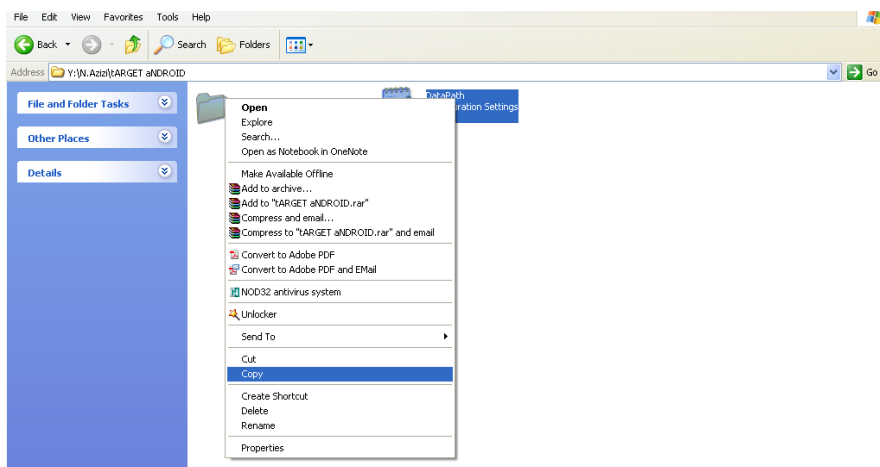 File Edit View Favorites Tools Help
Back Search Folders
Address Y:\N.Azizi\tARGET aNDROID Go
File and Folder Tasks
Other Places
Details
DataPath
ration Settings
Open
Explore
Search...
Open as Notebook in OneNote
Make Available Offline
Add to archive...
Add to "tARGET aNDROID.rar"
Compress and email...
Compress to "tARGET aNDROID.rar" and email
Convert to Adobe PDF
Convert to Adobe PDF and EMail
NOD32 antivirus system
Unlocker
Send To
Cut
Copy
Create Shortcut
Delete
Rename
Properties